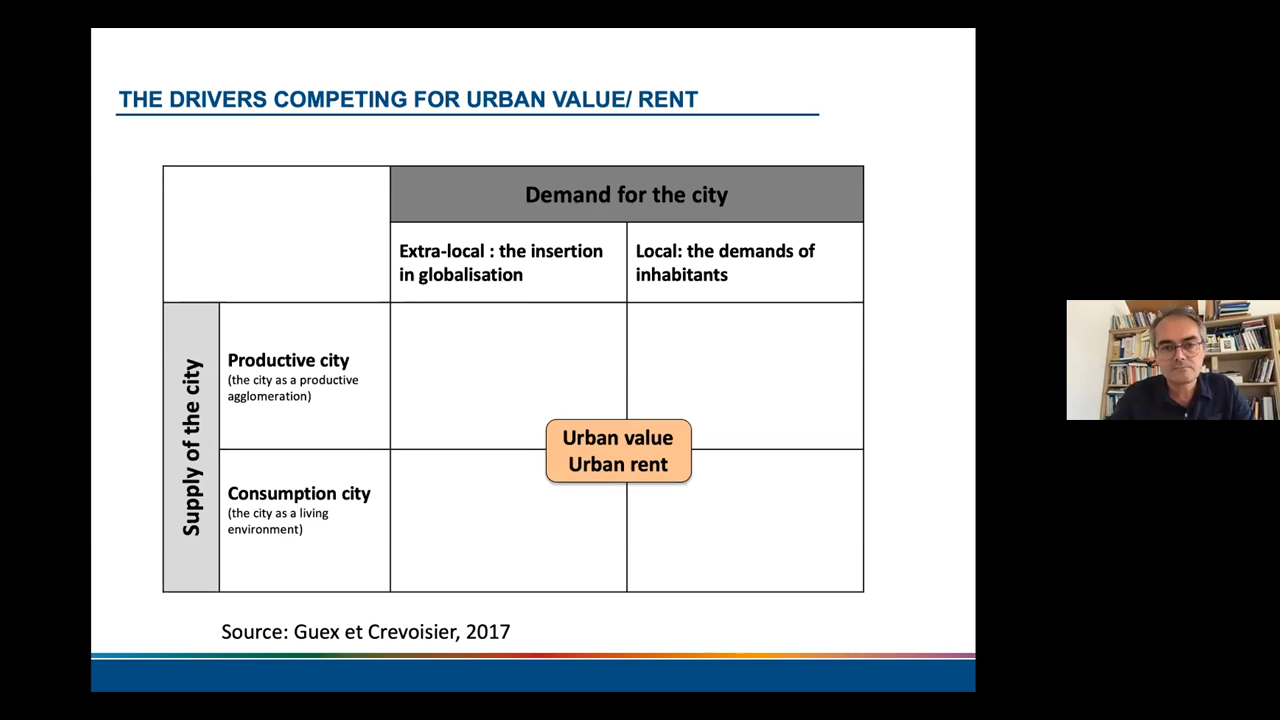 THE DRIVERS COMPETING FOR URBAN VALUE/ RENT
Demand for the city
Extra-local : the insertion
in globalisation
Local: the demands of
inhabitants
Supply of the city
Productive city
(the city as a productive
agglomeration)
Urban value
Urban rent
Consumption city
(the city as a living
environment)
Source: Guex et Crevoisier, 2017